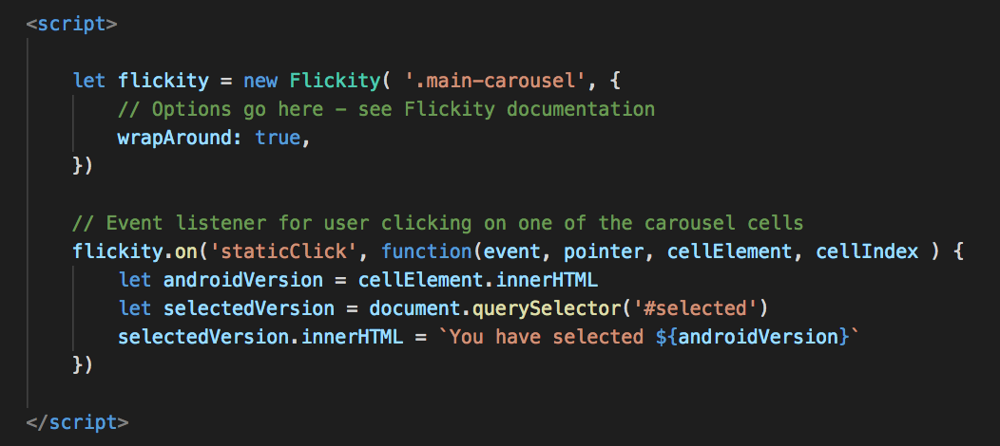 <script>
let flickity = new Flickity( '.main-carousel', {
// Options go here – see Flickity documentation
wrapAround: true,
})
// Event listener for user clicking on one of the carousel cells
flickity.on('staticClick', function(event, pointer, cellElement, cellIndex ) {
let androidVersion = cellElement.innerHTML
let selectedVersion = document.querySelector('#selected')
selectedVersion.innerHTML = `You have selected ${androidVersion}`
})
</script>